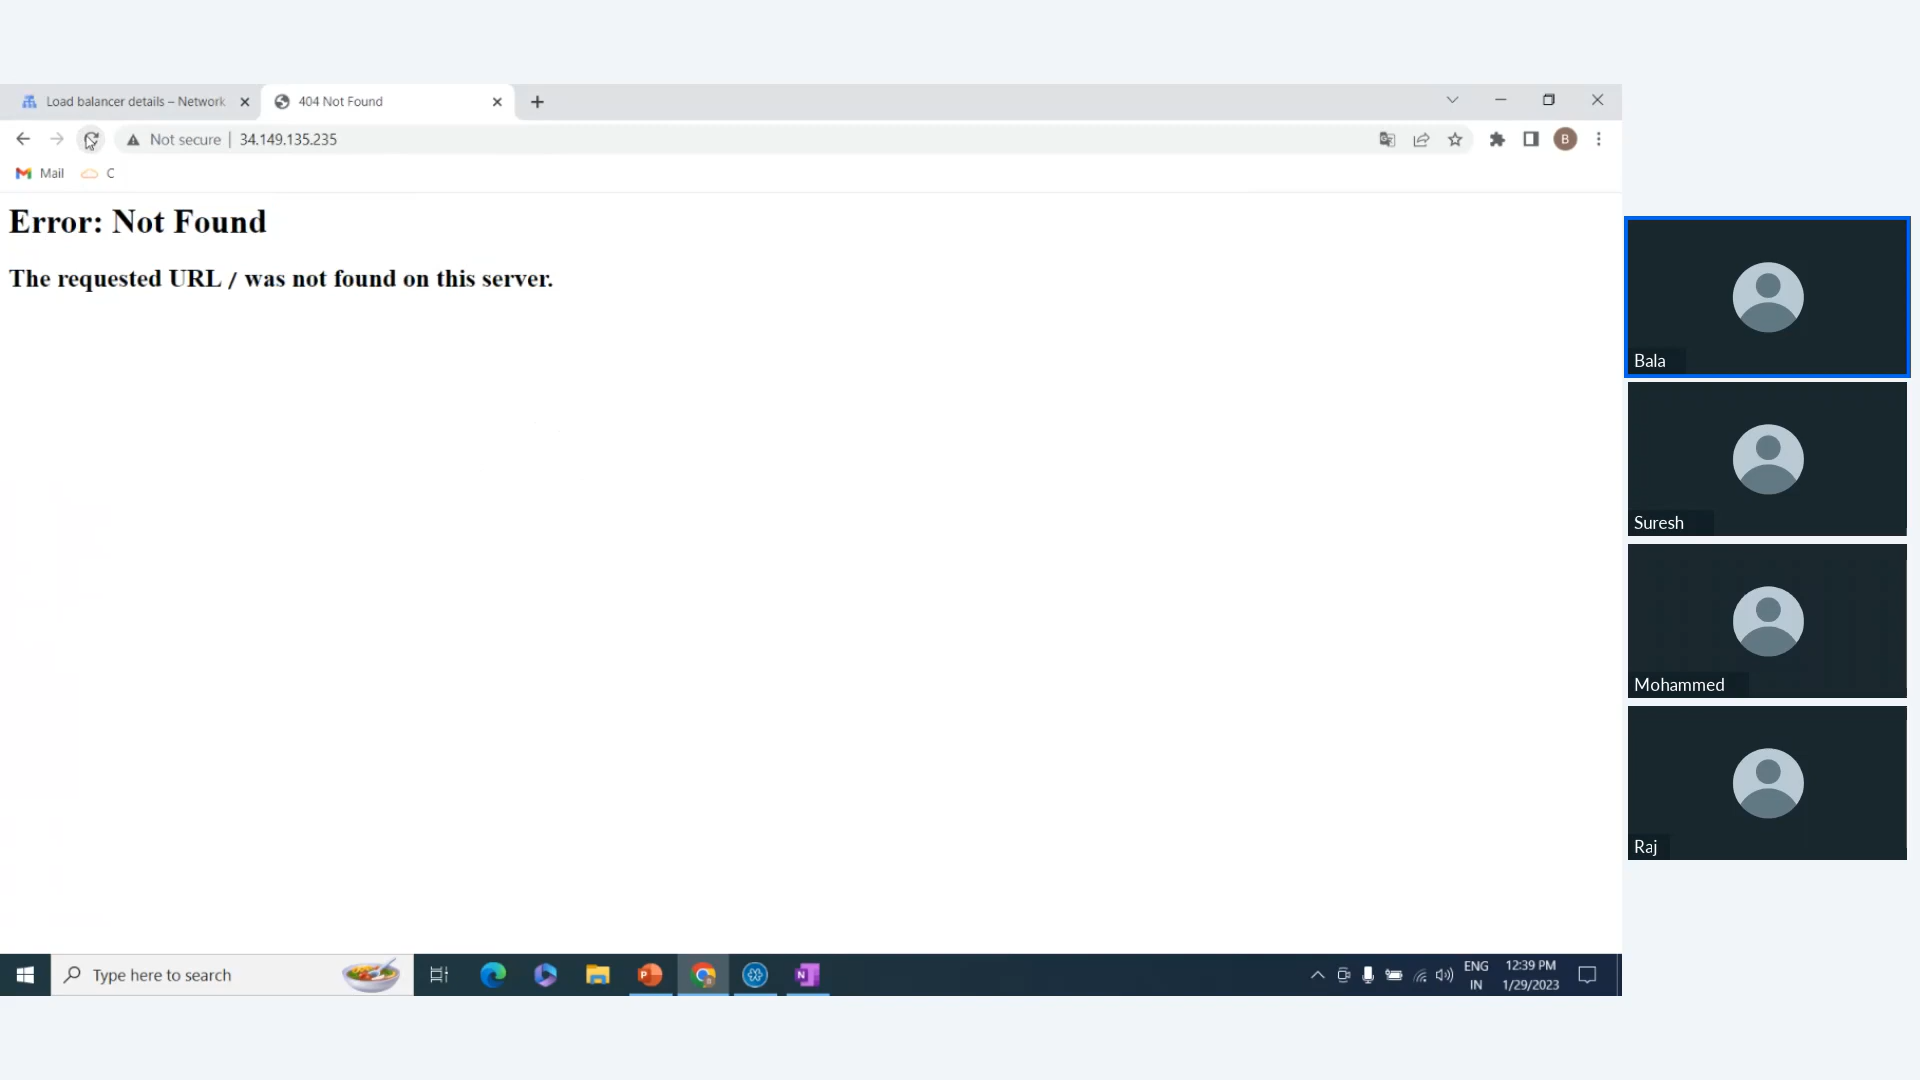 Load balancer details – Network
404 Not Found
Not secure | 34.149.135.235
B
Mail
C
Error: Not Found
The requested URL / was not found on this server.
Bala
Suresh
Mohammed
Raj
Type here to search
ENG
IN
12:39 PM
1/29/2023